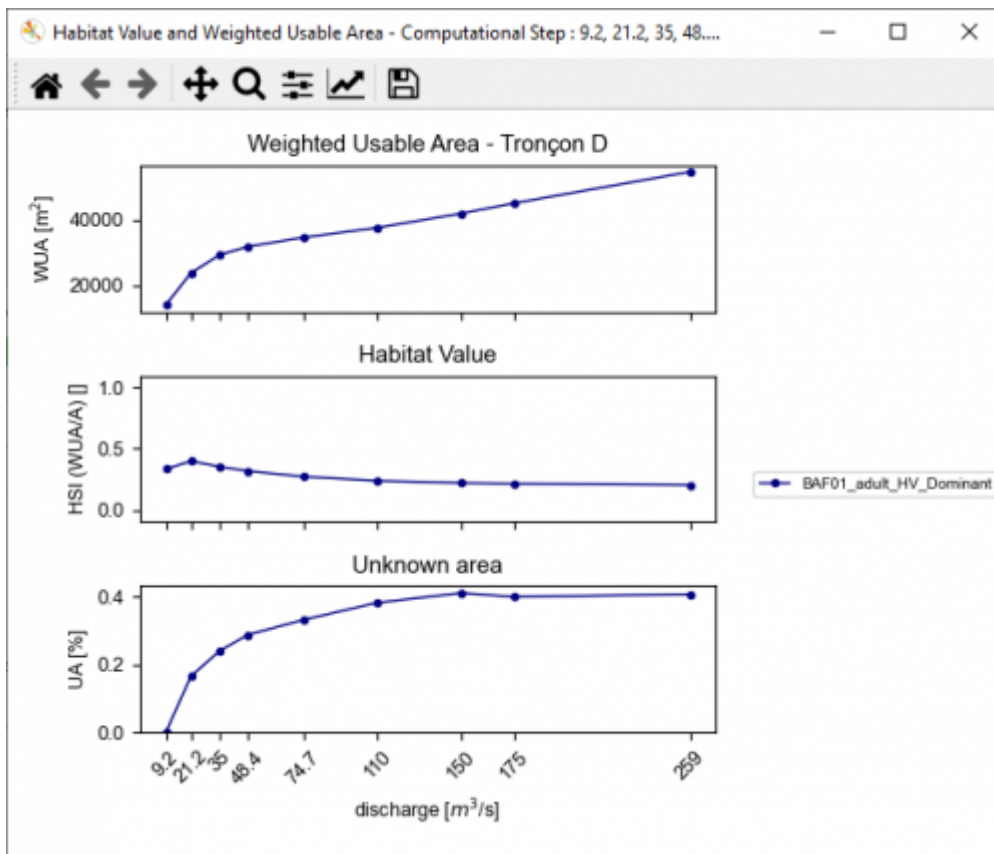 Habitat Value and Weighted Usable Area - Computational Step : 9.2, 21.2, 35, 48....
Weighted Usable Area - Tronçon D
WUA [m²]
40000
20000
Habitat Value
HSI (WUA/A) []
1.0
0.5
0.0
BAF01_adult_HV_Dominant
Unknown area
UA [%]
0.4
0.2
0.0
9.2 21.2 35 48.4 74.7 110 150 175 259
discharge [m³/s]